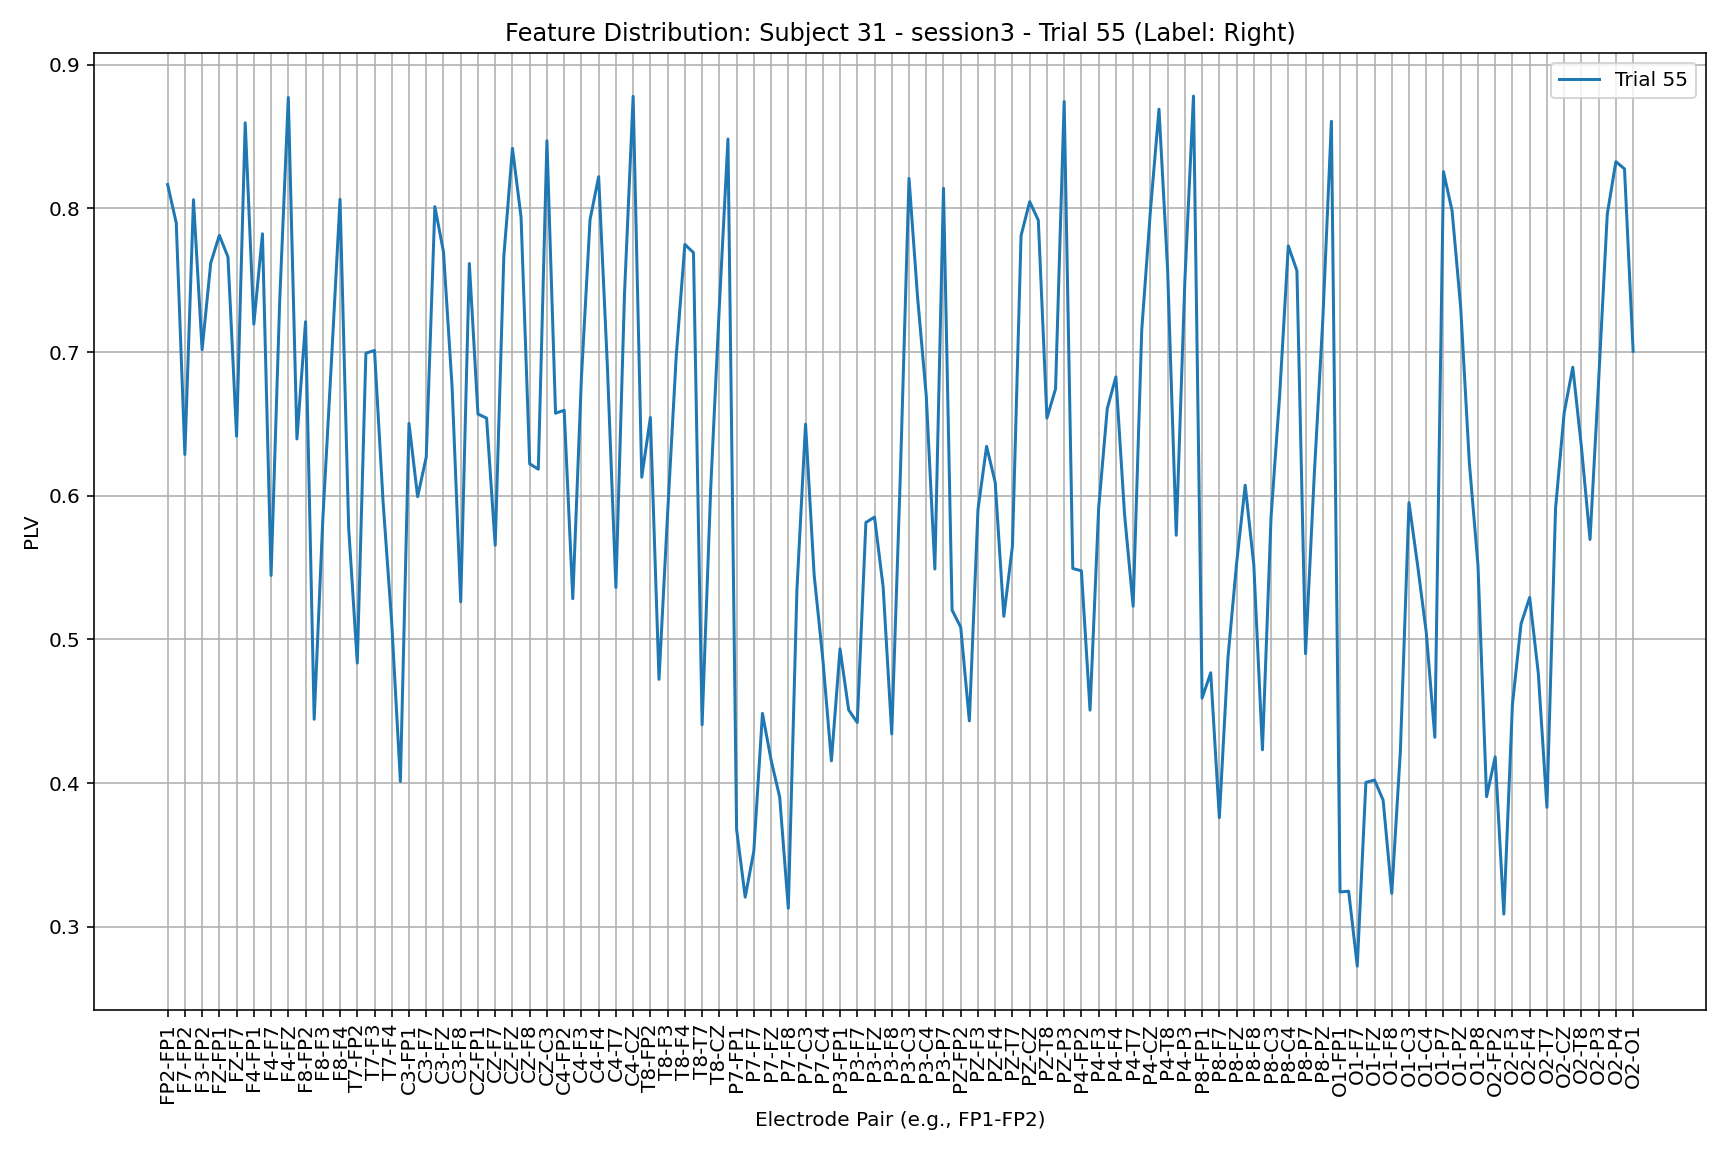 Feature Distribution: Subject 31 - session3 - Trial 55 (Label: Right)
Trial 55
0.9
0.8
0.7
0.6
0.5
0.4
0.3
PLV
FP2-FP1
F7-FP2
F3-FP2
FZ-FP1
FZ-F7
F4-FP1
F4-F7
F4-FZ
F8-FP2
F8-F3
F8-F4
T7-FP2
T7-F3
T7-F4
C3-FP1
C3-F7
C3-FZ
C3-F8
CZ-FP1
CZ-F7
CZ-FZ
CZ-F8
CZ-C3
C4-FP2
C4-F3
C4-F4
C4-T7
C4-CZ
T8-FP2
T8-F3
T8-F4
T8-T7
T8-CZ
P7-FP1
P7-F7
P7-FZ
P7-F8
P7-C3
P7-C4
P3-FP1
P3-F7
P3-FZ
P3-F8
P3-C3
P3-C4
P3-P7
PZ-FP2
PZ-F3
PZ-F4
PZ-T7
PZ-CZ
PZ-T8
PZ-P3
P4-FP2
P4-F3
P4-F4
P4-T7
P4-CZ
P4-T8
P4-P3
P8-FP1
P8-F7
P8-FZ
P8-F8
P8-C3
P8-C4
P8-P7
P8-PZ
O1-FP1
O1-F7
O1-FZ
O1-F8
O1-C3
O1-C4
O1-P7
O1-PZ
O1-P8
O2-FP2
O2-F3
O2-F4
O2-T7
O2-CZ
O2-T8
O2-P3
O2-P4
O2-O1
Electrode Pair (e.g., FP1-FP2)